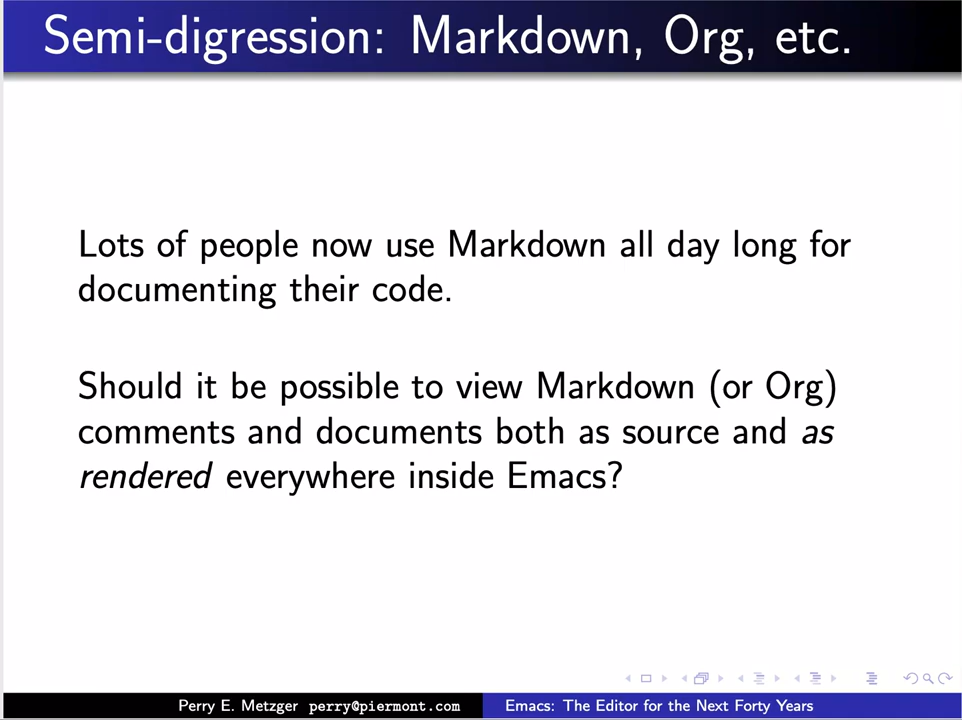 Semi-digression: Markdown, Org, etc.
Lots of people now use Markdown all day long for
documenting their code.
Should it be possible to view Markdown (or Org)
comments and documents both as source and as
rendered everywhere inside Emacs?
Perry E. Metzger perry@piermont.com
Emacs: The Editor for the Next Forty Years